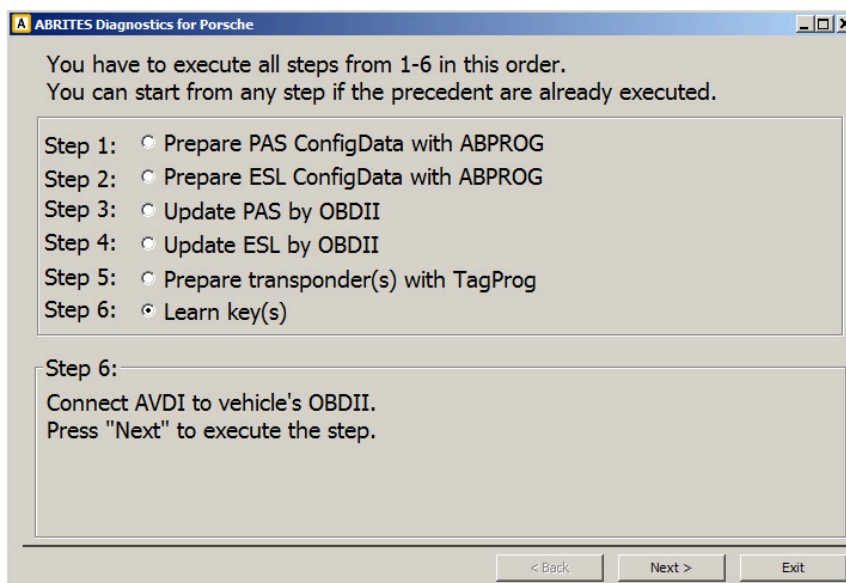 A ABRITES Diagnostics for Porsche
You have to execute all steps from 1-6 in this order.
You can start from any step if the precedent are already executed.
Step 1: Prepare PAS ConfigData with ABPROG
Step 2: Prepare ESL ConfigData with ABPROG
Step 3: Update PAS by OBDII
Step 4: Update ESL by OBDII
Step 5: Prepare transponder(s) with TagProg
Step 6: Learn key(s)
Step 6:
Connect AVDI to vehicle's OBDII.
Press "Next" to execute the step.
< Back Next > Exit